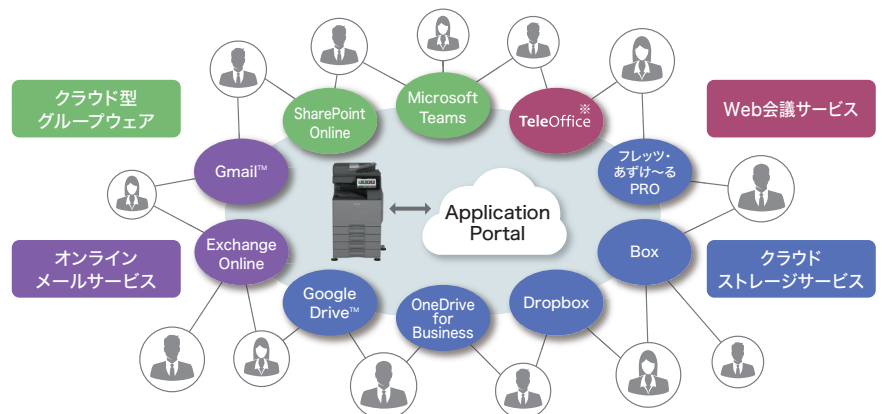 クラウド型
グループウェア
SharePoint
Online
Microsoft
Teams
※
TeleOffice
Web会議サービス
Gmail™
フレッツ・
あずけ〜る
PRO
Application
Portal
オンライン
メールサービス
Exchange
Online
Box
クラウド
ストレージサービス
Google
Drive™
OneDrive
for
Business
Dropbox